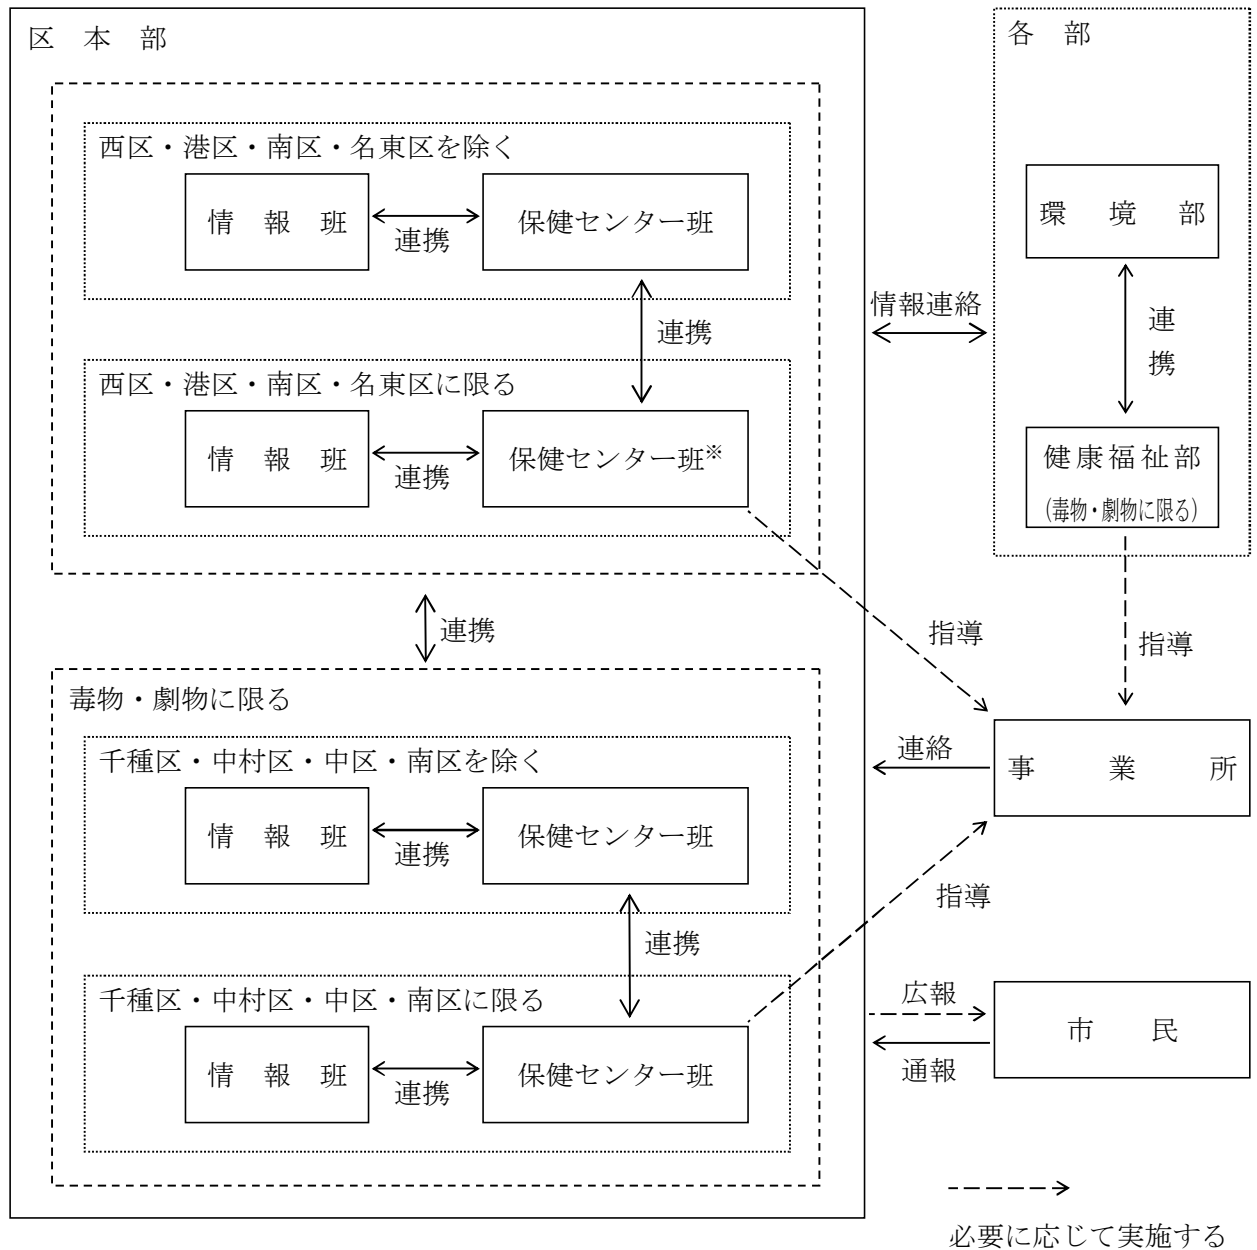 区　本　部
西区・港区・南区・名東区を除く
情　報　班
連携
保健センター班
連携
西区・港区・南区・名東区に限る
情　報　班
連携
保健センター班※
連携
毒物・劇物に限る
千種区・中村区・中区・南区を除く
情　報　班
連携
保健センター班
連携
千種区・中村区・中区・南区に限る
情　報　班
連携
保健センター班
情報連絡
各　部
環　境　部
連
携
健康福祉部
(毒物・劇物に限る)
指導
指導
連絡
事　業　所
指導
広報
通報
市　民
必要に応じて実施する